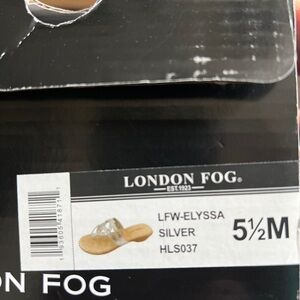 LONDON FOG®
EST.1923
LFW-ELYSSA
SILVER
HLS037
5½M
ON FOG